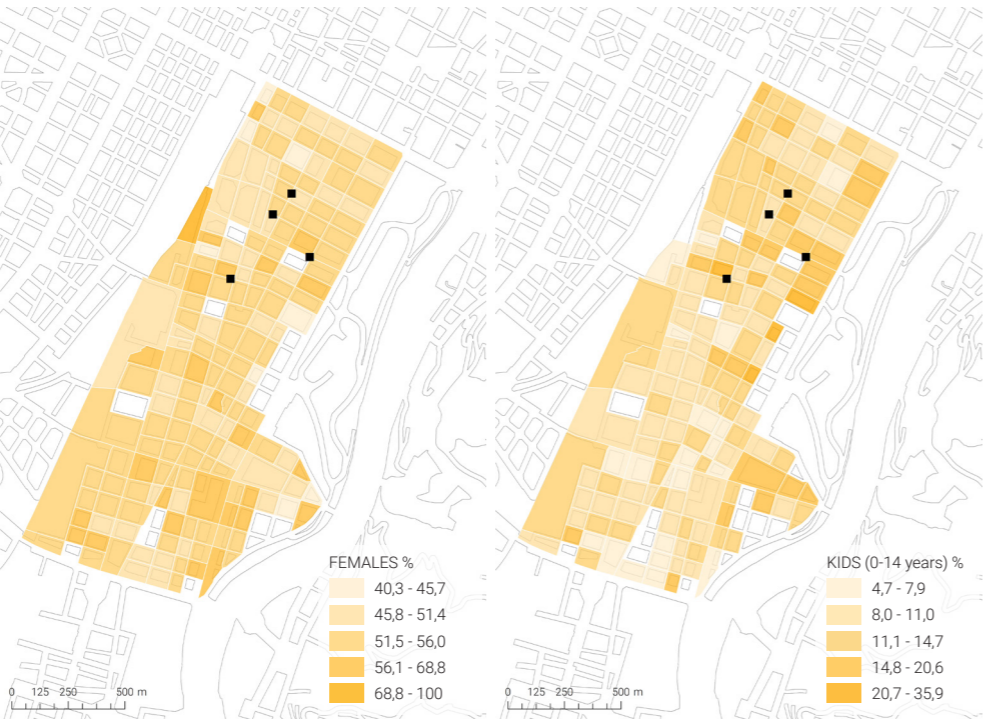 FEMALES %
40,3 - 45,7
45,8 - 51,4
51,5 - 56,0
56,1 - 68,8
68,8 - 100
0 125 250 500 m
KIDS (0-14 years) %
4,7 - 7,9
8,0 - 11,0
11,1 - 14,7
14,8 - 20,6
20,7 - 35,9
0 125 250 500 m